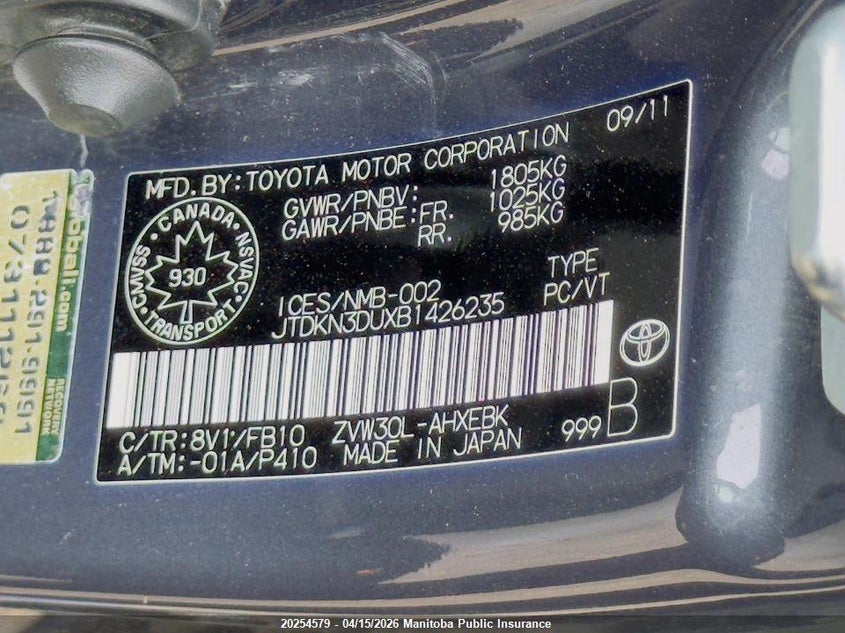 MFD. BY: TOYOTA MOTOR CORPORATION 09/11
GVWR/PNBV: 1805KG
GAWR/PNBE: FR. 1025KG
RR. 985KG
CANADA
CMVSS 930 NSVAC
TRANSPORT
ICES/NMB-002
TYPE
JTDKN3DUXB1426235
PC/VT
C/TR: 8V1/FB10 ZVW30L-AHXEBK
A/TM: -01A/P410 MADE IN JAPAN 999 B
RECOVERY
NETWORK
20254579 - 04/15/2026 Manitoba Public Insurance